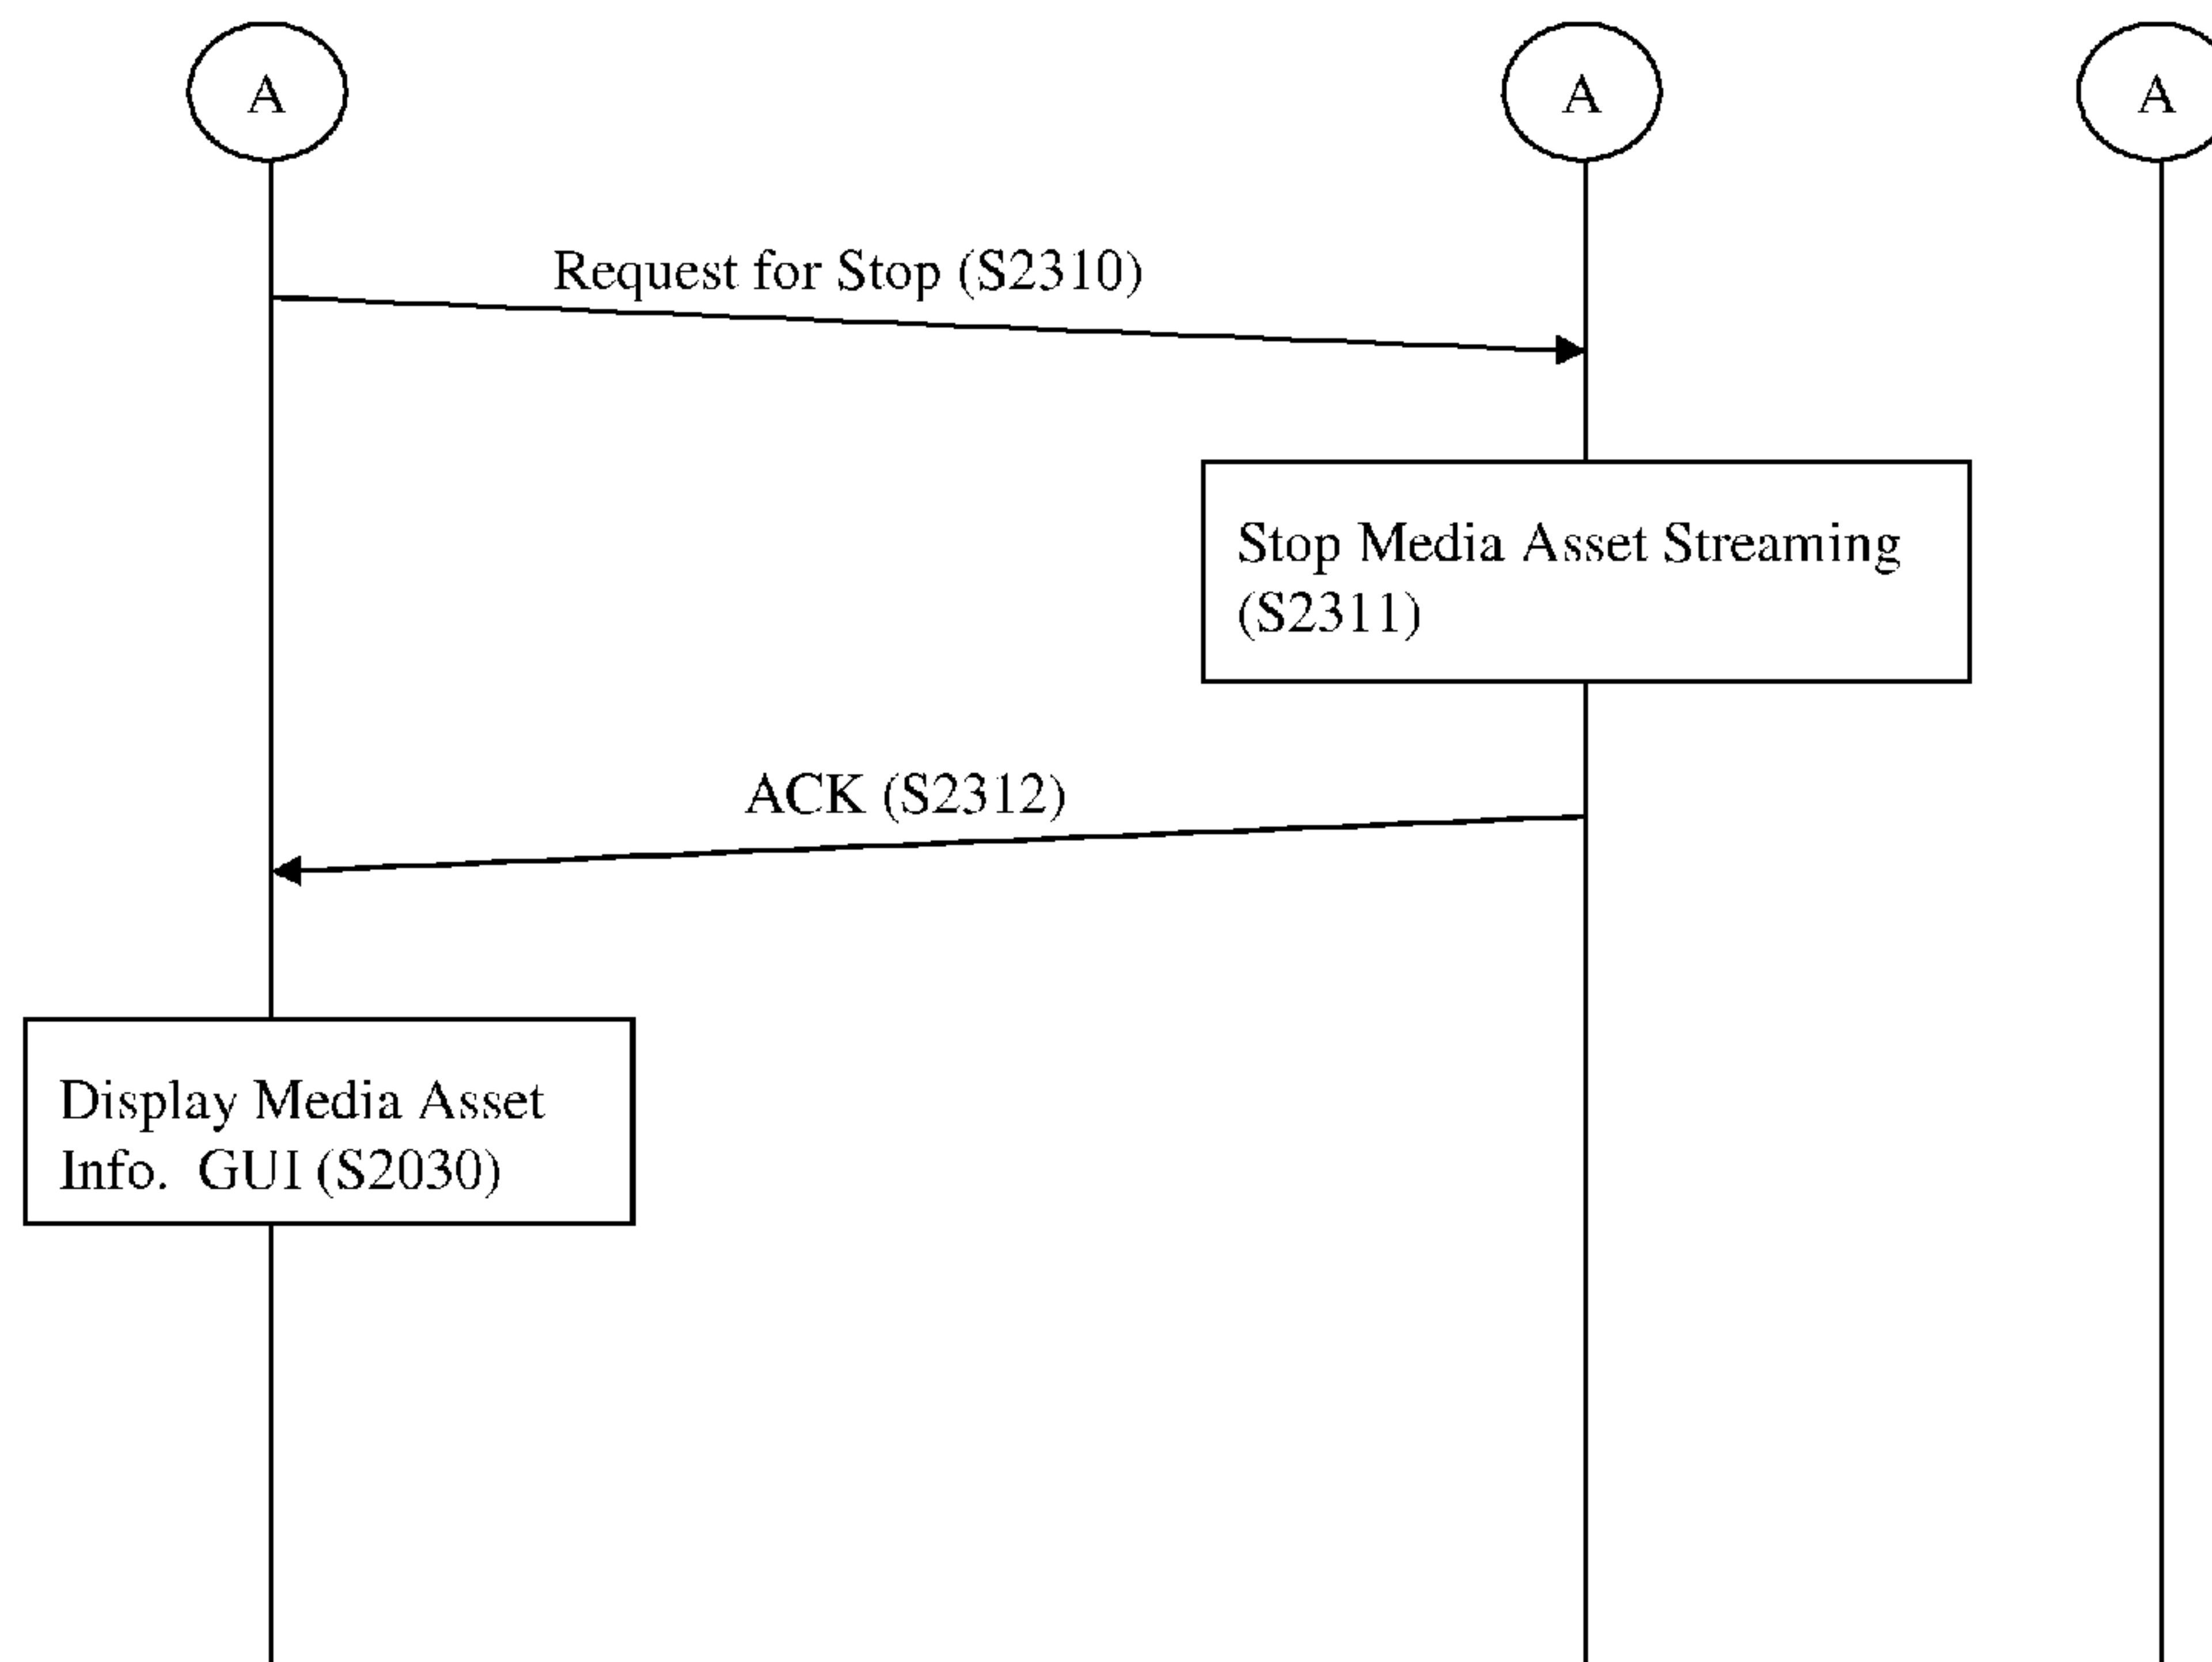 A
A
A
Request for Stop (S2310)
Stop Media Asset Streaming
(S2311)
ACK (S2312)
Display Media Asset
Info.  GUI (S2030)